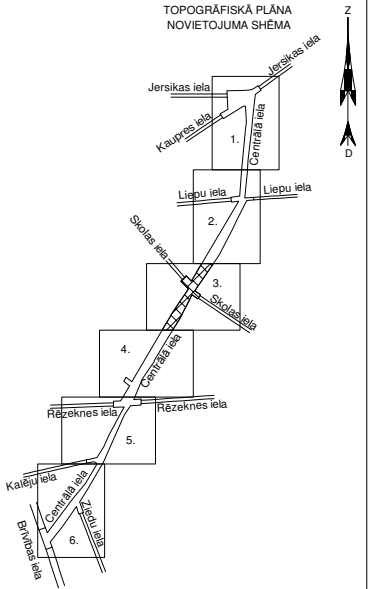 TOPOGRĀFISKĀ PLĀNA
NOVIETOJUMA SHĒMA
Z
D
Jersikas iela
Jersikas iela
Kaupres iela
1.
Centrālā iela
Liepu iela
Liepu iela
2.
Skolas iela
3.
Skolas iela
4.
Centrālā iela
Rēzeknes iela
Rēzeknes iela
5.
Kalēju iela
Centrālā iela
Ziedu iela
Brīvības iela
6.